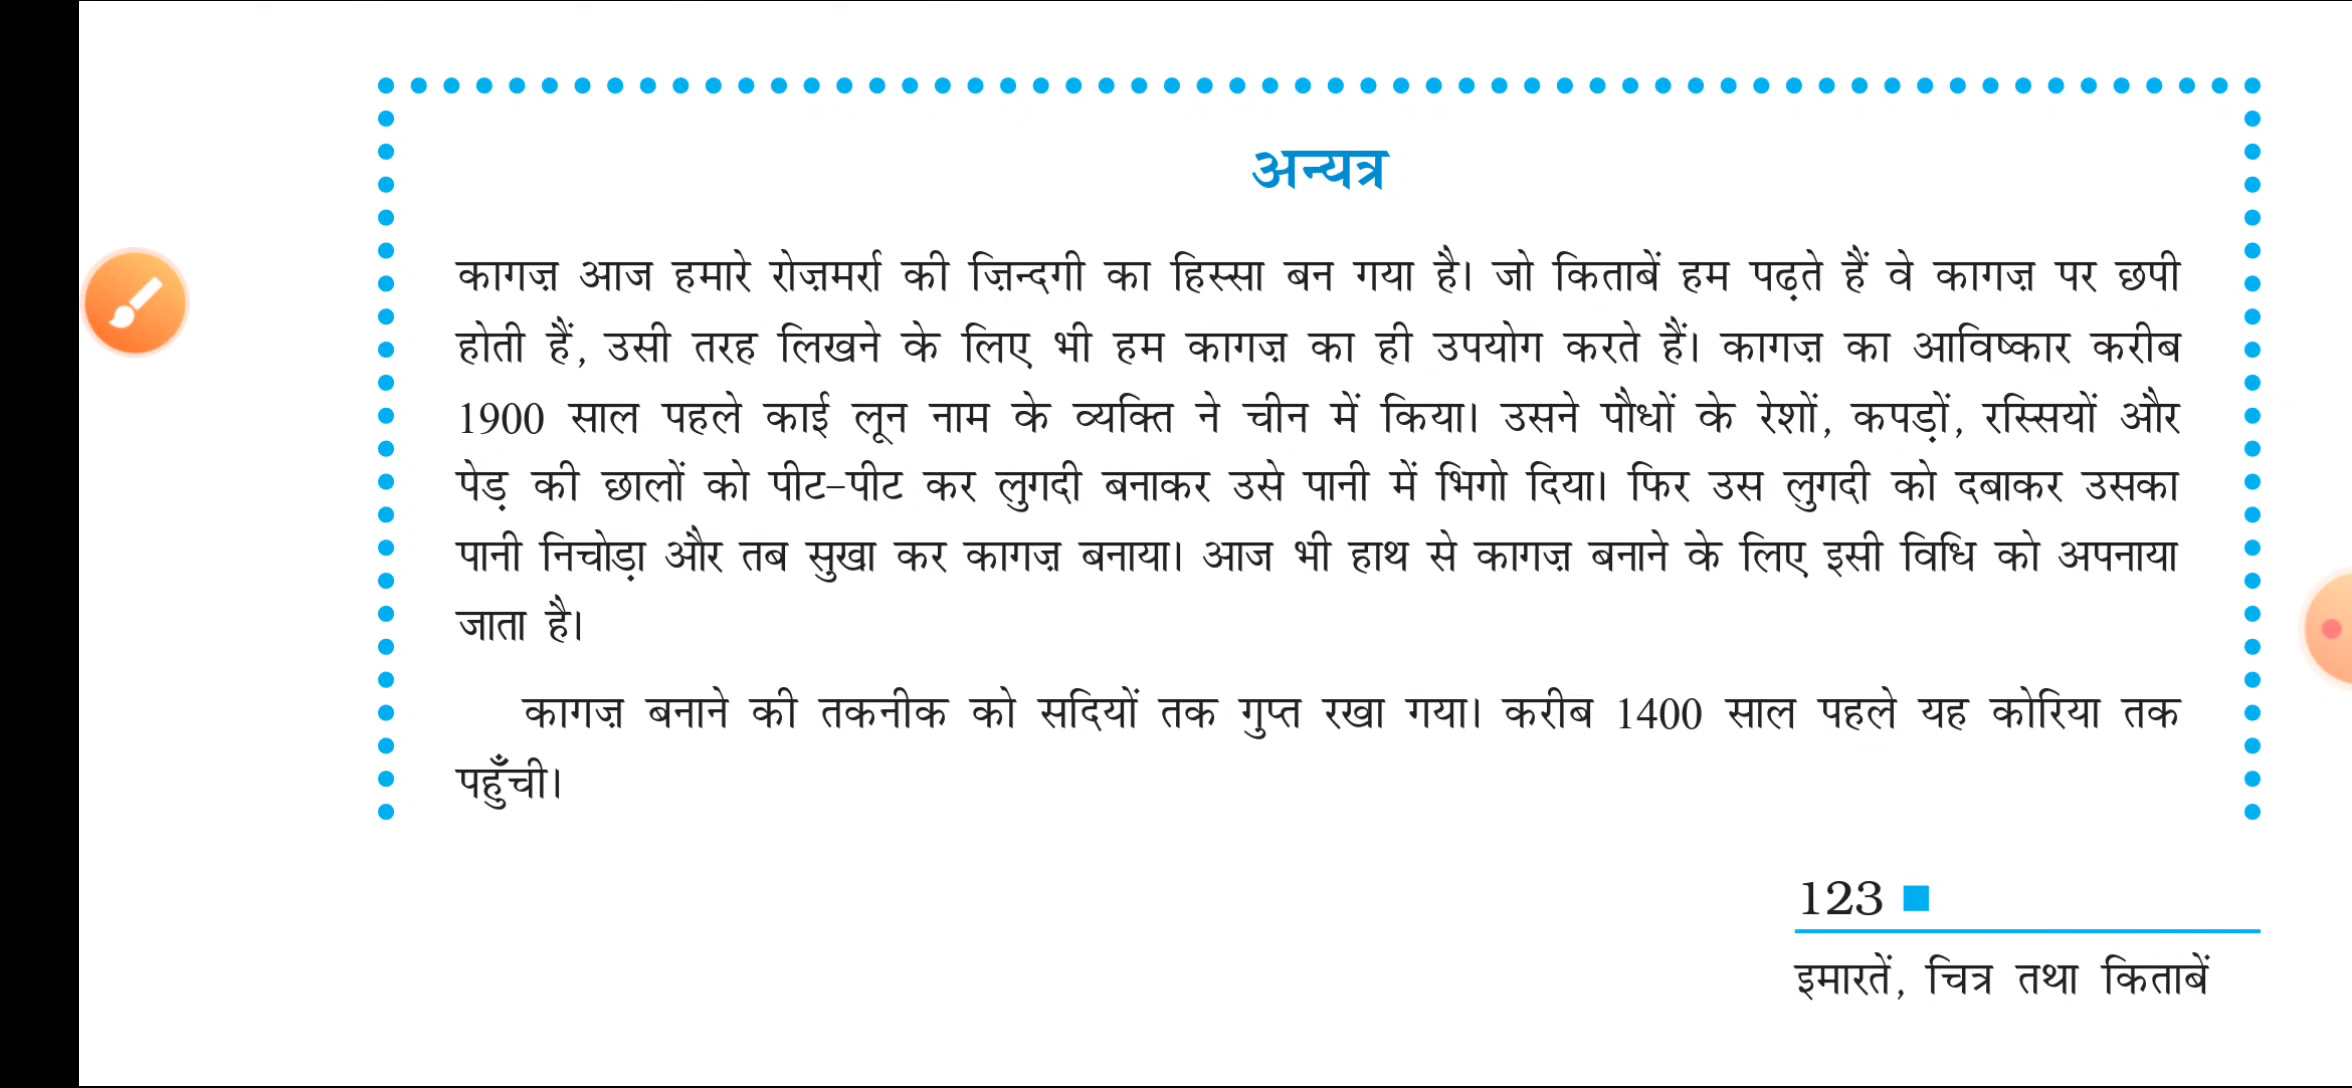 अन्यत्र
कागज़ आज हमारे रोज़मर्रा की ज़िन्दगी का हिस्सा बन गया है। जो किताबें हम पढ़ते हैं वे कागज़ पर छपी
होती हैं, उसी तरह लिखने के लिए भी हम कागज़ का ही उपयोग करते हैं। कागज़ का आविष्कार करीब
1900 साल पहले काई लून नाम के व्यक्ति ने चीन में किया। उसने पौधों के रेशों, कपड़ों, रस्सियों और
पेड़ की छालों को पीट-पीट कर लुगदी बनाकर उसे पानी में भिगो दिया। फिर उस लुगदी को दबाकर उसका
पानी निचोड़ा और तब सुखा कर कागज़ बनाया। आज भी हाथ से कागज़ बनाने के लिए इसी विधि को अपनाया
जाता है।
कागज़ बनाने की तकनीक को सदियों तक गुप्त रखा गया। करीब 1400 साल पहले यह कोरिया तक
पहुँची।
123
इमारतें, चित्र तथा किताबें